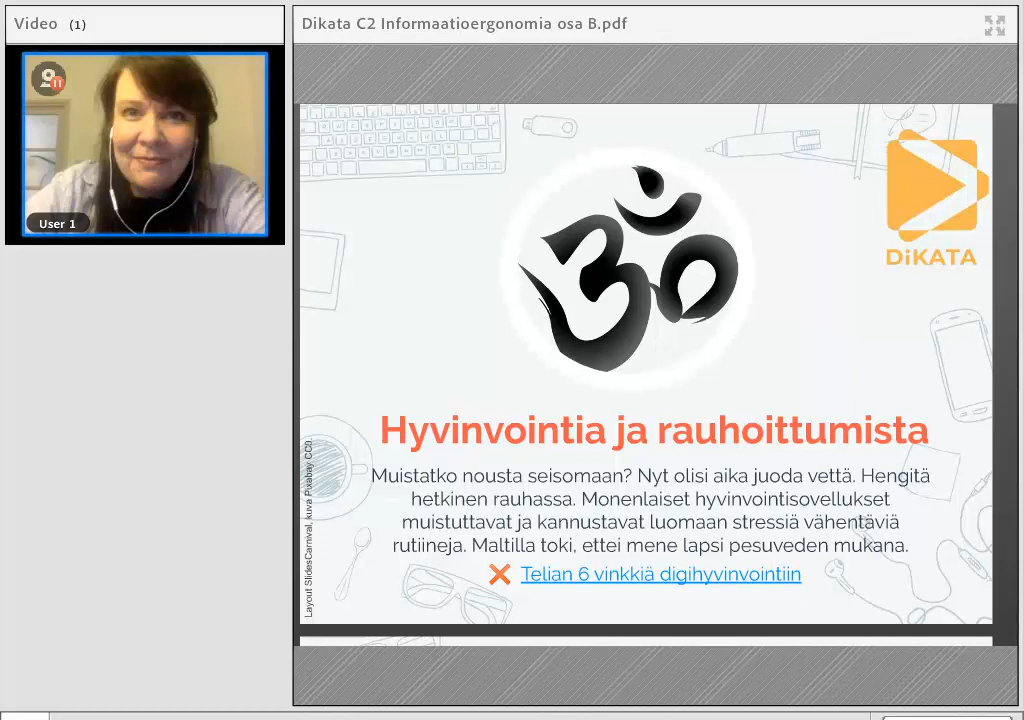 Video (1)
User 1
Dikata C2 Informaatioergonomia osa B.pdf
DiKATA
Hyvinvointia ja rauhoittumista
Muistatko nousta seisomaan? Nyt olisi aika juoda vettä. Hengitä
hetkinen rauhassa. Monenlaiset hyvinvointisovellukset
muistuttavat ja kannustavat luomaan stressiä vähentäviä
rutiineja. Maltilla toki, ettei mene lapsi pesuveden mukana.
❌ Telian 6 vinkkiä digihyvinvointiin
Layout SlidesCarnival, kuva Pixabay CC0.
ॐ